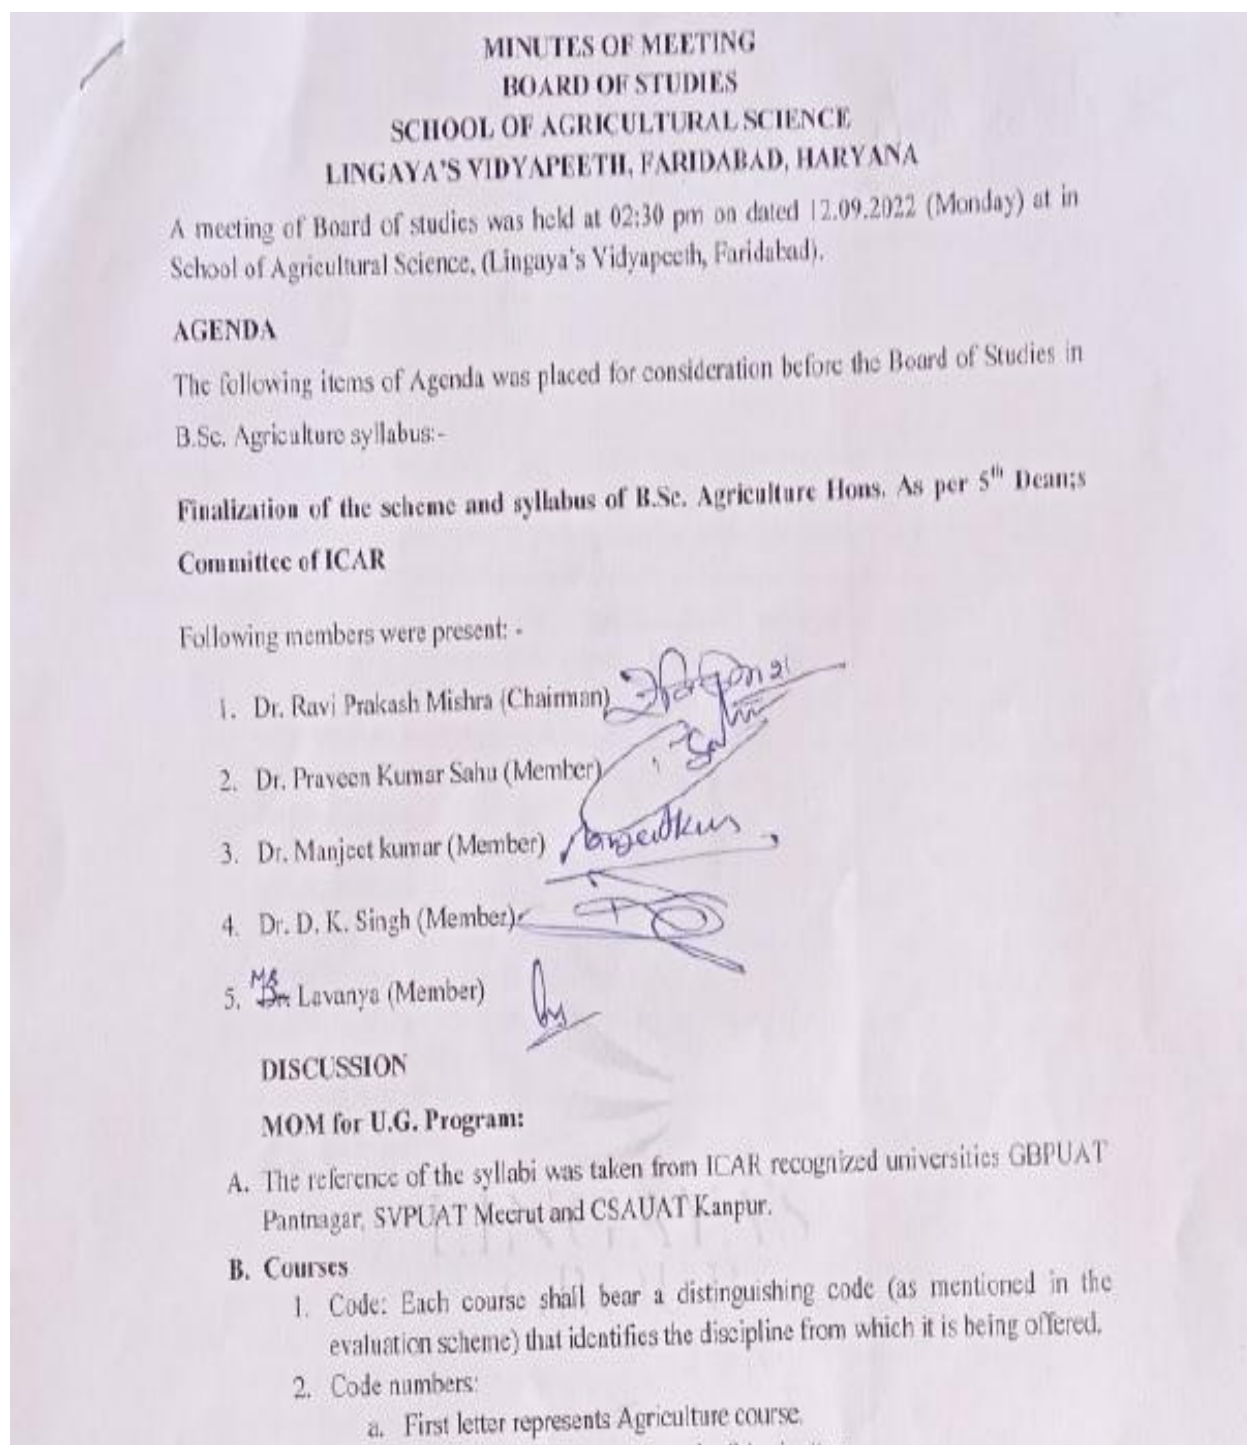 MINUTES OF MEETING
BOARD OF STUDIES
SCHOOL OF AGRICULTURAL SCIENCE
LINGAYA'S VIDYAPEETH, FARIDABAD, HARYANA
A meeting of Board of studies was held at 02:30 pm on dated 12.09.2022 (Monday) at in
School of Agricultural Science, (Lingaya's Vidyapeeth, Faridabad).
AGENDA
The following items of Agenda was placed for consideration before the Board of Studies in
B.Sc. Agriculture syllabus:-
Finalization of the scheme and syllabus of B.Sc. Agriculture Hons. As per 5th Dean;s
Committee of ICAR
Following members were present: -
1. Dr. Ravi Prakash Mishra (Chairman)
2. Dr. Praveen Kumar Sahu (Member)
3. Dr. Manjeet kumar (Member)
4. Dr. D. K. Singh (Member)
5. Dr. Lavanya (Member)
DISCUSSION
MOM for U.G. Program:
A. The reference of the syllabi was taken from ICAR recognized universities GBPUAT
Pantnagar, SVPUAT Meerut and CSAUAT Kanpur.
B. Courses
1. Code: Each course shall bear a distinguishing code (as mentioned in the
evaluation scheme) that identifies the discipline from which it is being offered.
2. Code numbers:
a. First letter represents Agriculture course.